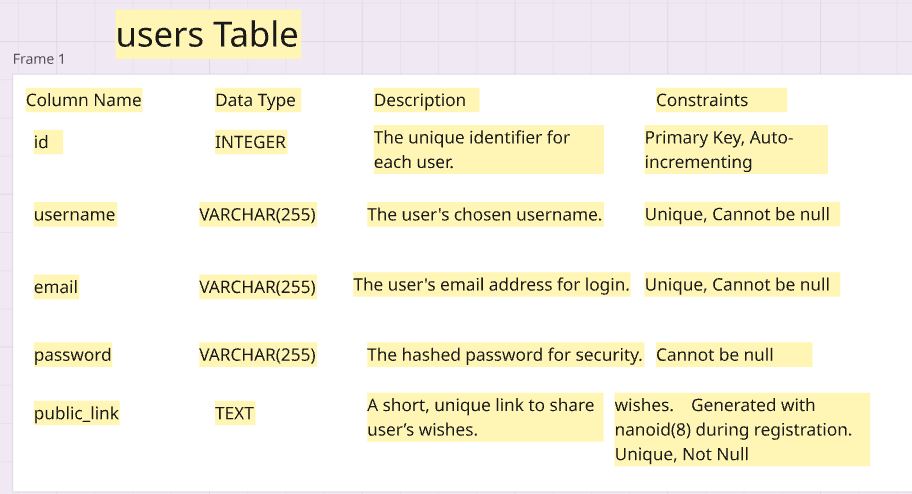 users Table
Frame 1
Column Name Data Type Description Constraints
id INTEGER The unique identifier for each user. Primary Key, Auto-incrementing
username VARCHAR(255) The user's chosen username. Unique, Cannot be null
email VARCHAR(255) The user's email address for login. Unique, Cannot be null
password VARCHAR(255) The hashed password for security. Cannot be null
public_link TEXT A short, unique link to share user’s wishes. wishes. Generated with nanoid(8) during registration. Unique, Not Null